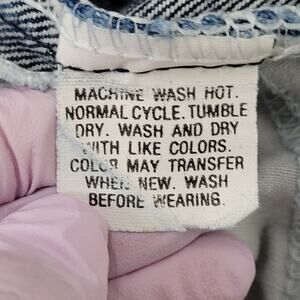 MACHINE WASH HOT.
NORMAL CYCLE. TUMBLE
DRY. WASH AND DRY
WITH LIKE COLORS.
COLOR MAY TRANSFER
WHEN NEW. WASH
BEFORE WEARING.